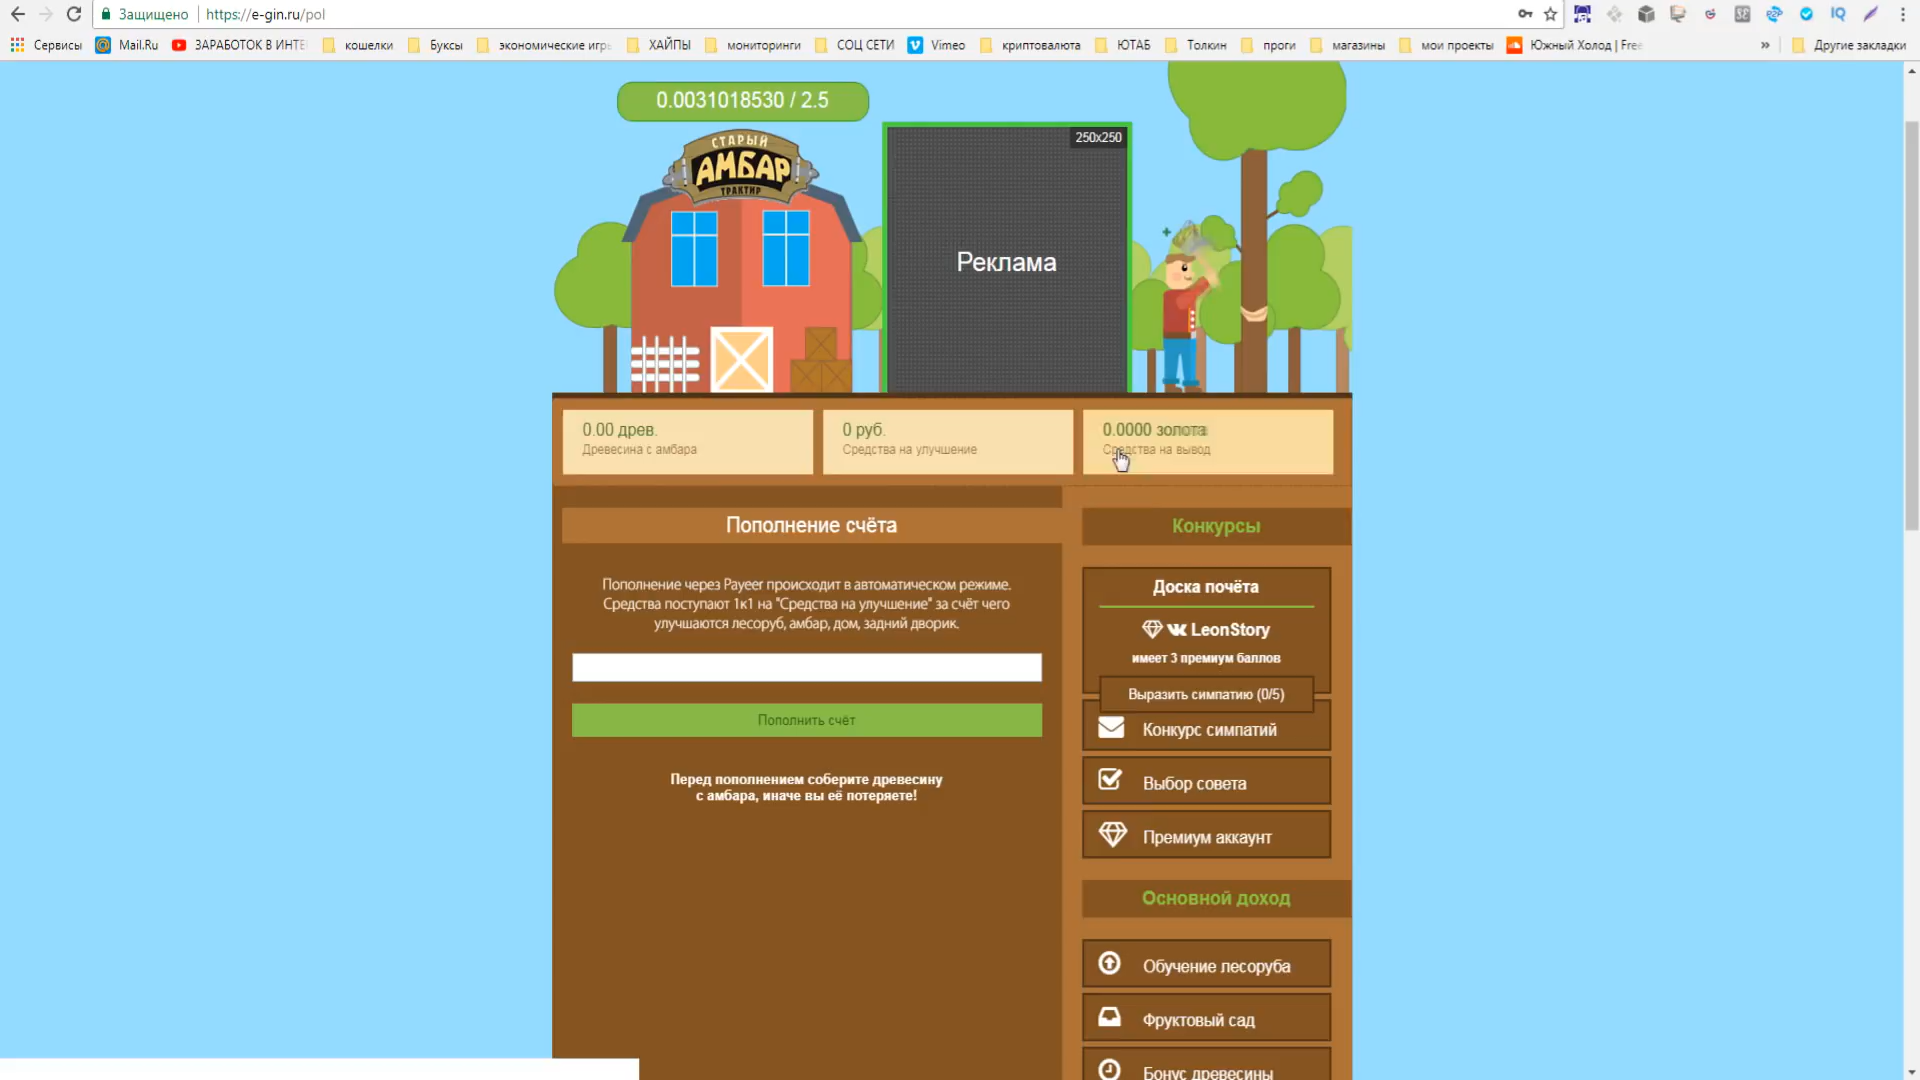 Защищено
https://e-gin.ru/pol
Сервисы
Mail.Ru
ЗАРАБОТОК В ИНТЕ
кошелки
Буксы
экономические игры
ХАЙПЫ
мониторинги
СОЦ СЕТИ
Vimeo
криптовалюта
ЮТАБ
Толкин
проги
магазины
мои проекты
Южный Холод | Free
»
Другие закладки
0.0031018530 / 2.5
СТАРЫЙ
АМБАР
ТРАКТИР
250x250
Реклама
0.00 древ.
Древесина с амбара
0 руб.
Средства на улучшение
0.0000 золота
Средства на вывод
Пополнение счёта
Пополнение через Payeer происходит в автоматическом режиме.
Средства поступают 1к1 на "Средства на улучшение" за счёт чего
улучшаются лесоруб, амбар, дом, задний дворик.
Пополнить счёт
Перед пополнением соберите древесину
с амбара, иначе вы её потеряете!
Конкурсы
Доска почёта
LeonStory
имеет 3 премиум баллов
Выразить симпатию (0/5)
Конкурс симпатий
Выбор совета
Премиум аккаунт
Основной доход
Обучение лесоруба
Фруктовый сад
Бонус древесины